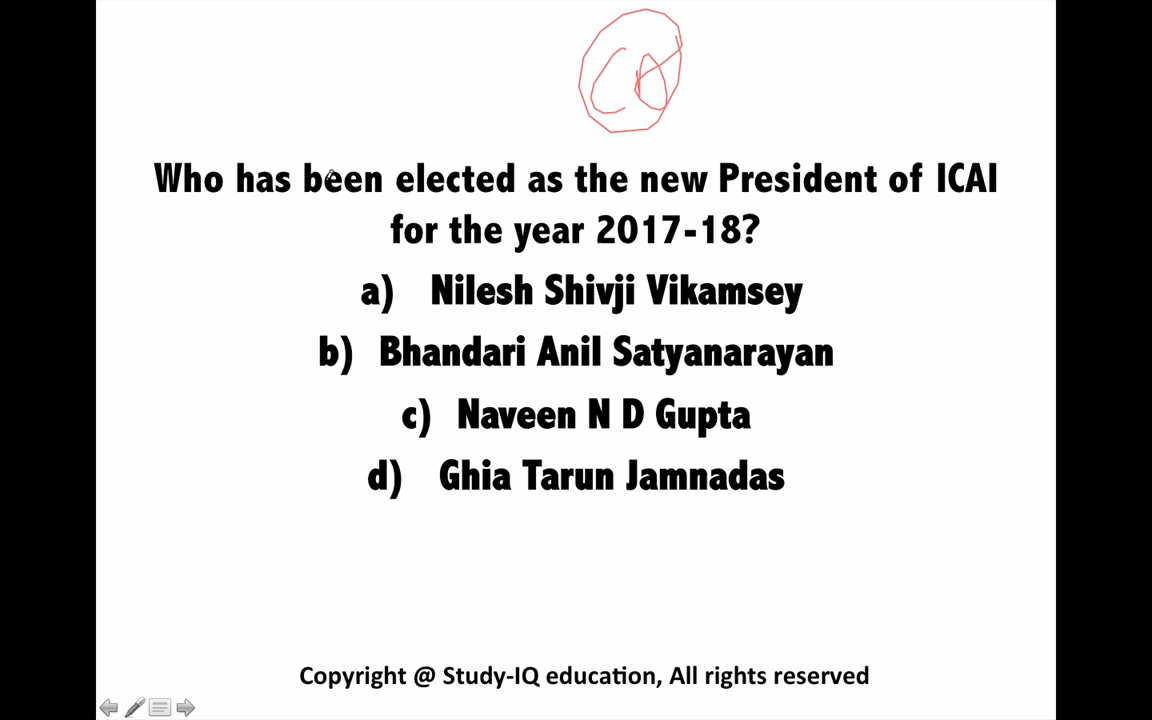 CA
Who has been elected as the new President of ICAI
for the year 2017-18?
a) Nilesh Shivji Vikamsey
b) Bhandari Anil Satyanarayan
c) Naveen N D Gupta
d) Ghia Tarun Jamnadas
Copyright @ Study-IQ education, All rights reserved